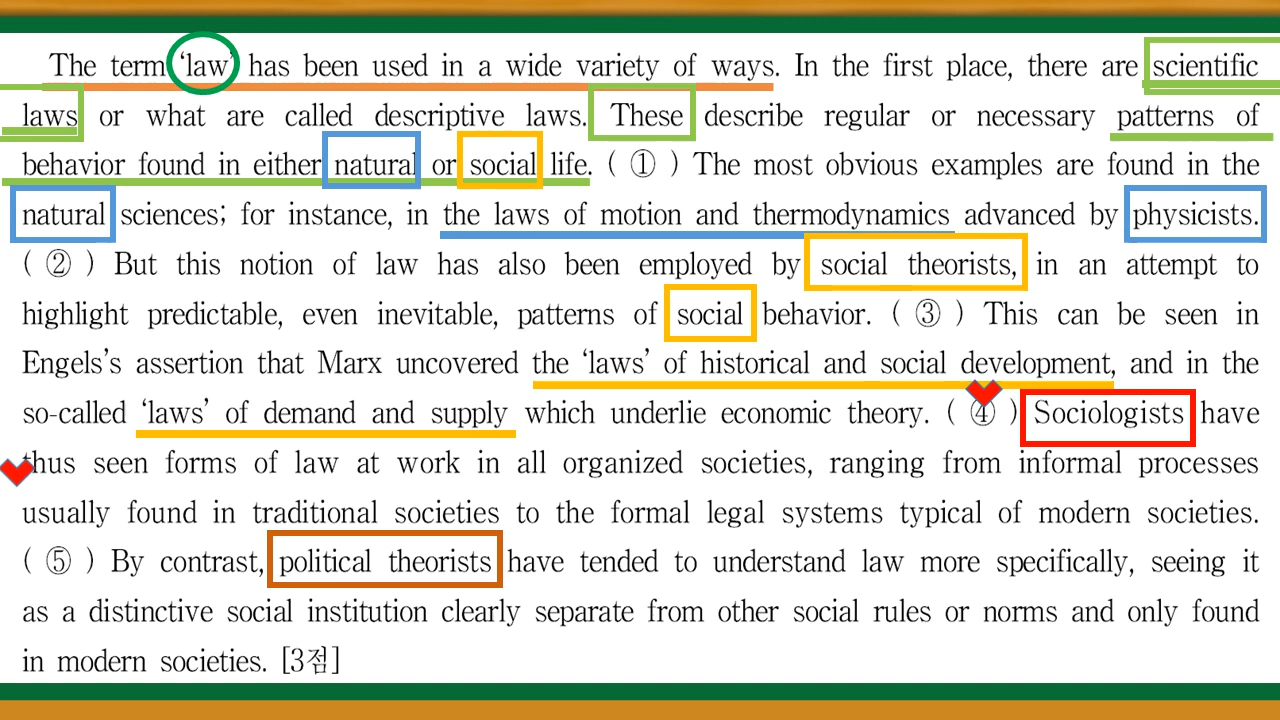 The term ‘law’ has been used in a wide variety of ways. In the first place, there are scientific
laws or what are called descriptive laws. These describe regular or necessary patterns of
behavior found in either natural or social life. ( ① ) The most obvious examples are found in the
natural sciences; for instance, in the laws of motion and thermodynamics advanced by physicists.
( ② ) But this notion of law has also been employed by social theorists, in an attempt to
highlight predictable, even inevitable, patterns of social behavior. ( ③ ) This can be seen in
Engels’s assertion that Marx uncovered the ‘laws’ of historical and social development, and in the
so-called ‘laws’ of demand and supply which underlie economic theory. ( ④ ) Sociologists have
thus seen forms of law at work in all organized societies, ranging from informal processes
usually found in traditional societies to the formal legal systems typical of modern societies.
( ⑤ ) By contrast, political theorists have tended to understand law more specifically, seeing it
as a distinctive social institution clearly separate from other social rules or norms and only found
in modern societies. [3점]